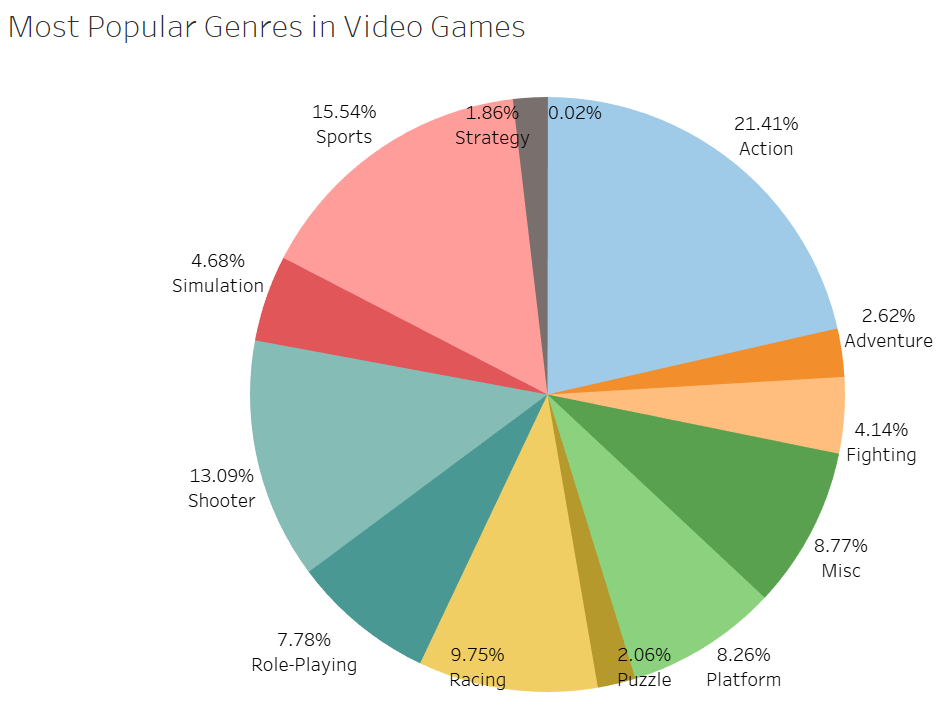 Most Popular Genres in Video Games
0.02%
21.41%
Action
2.62%
Adventure
4.14%
Fighting
8.77%
Misc
8.26%
Platform
2.06%
Puzzle
9.75%
Racing
7.78%
Role-Playing
13.09%
Shooter
4.68%
Simulation
15.54%
Sports
1.86%
Strategy